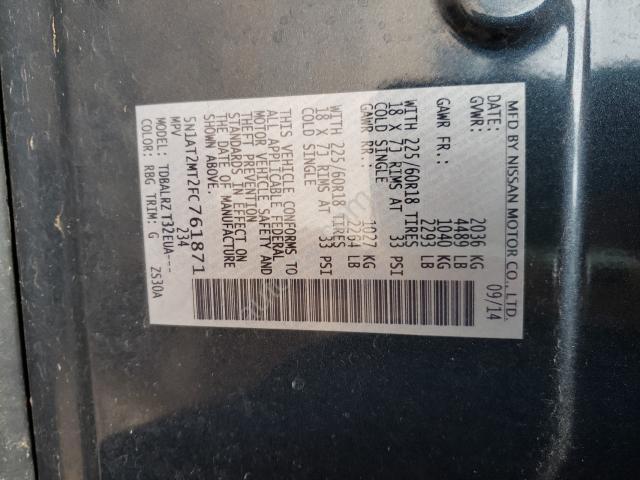 MFD BY NISSAN MOTOR CO., LTD.
DATE: 09/14
GVWR: 2036 KG
4489 LB
GAWR FR: 1040 KG
2293 LB
WITH 225/60R18 TIRES
18 X 7J RIMS AT 33 PSI
COLD SINGLE
GAWR RR: 1027 KG
2264 LB
WITH 225/60R18 TIRES
18 X 7J RIMS AT 33 PSI
COLD SINGLE
THIS VEHICLE CONFORMS TO
ALL APPLICABLE FEDERAL
MOTOR VEHICLE SAFETY AND
THEFT PREVENTION
STANDARDS IN EFFECT ON
THE DATE OF MANUFACTURE
SHOWN ABOVE.
5N1AT2MT2FC761871
MPV 234
MODEL: TDBALRZ T32EUA---
COLOR: RBG TRIM: G ZS30A